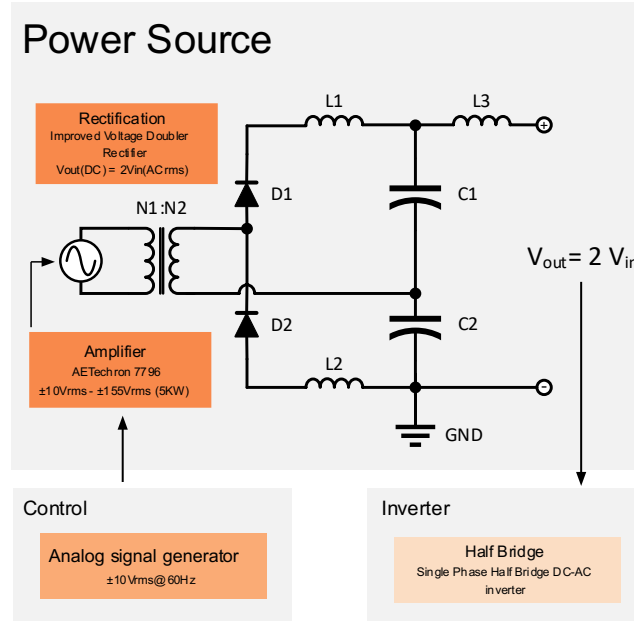 Power Source
Rectification
Improved Voltage Doubler
Rectifier
Vout(DC) = 2Vin(ACrms)
L1
L3
D1
C1
N1:N2
Vout= 2 Vin
D2
C2
Amplifier
AETechron 7796
±10Vrms - ±155Vrms (5KW)
L2
GND
Control
Analog signal generator
±10Vrms@60Hz
Inverter
Half Bridge
Single Phase Half Bridge DC-AC
inverter